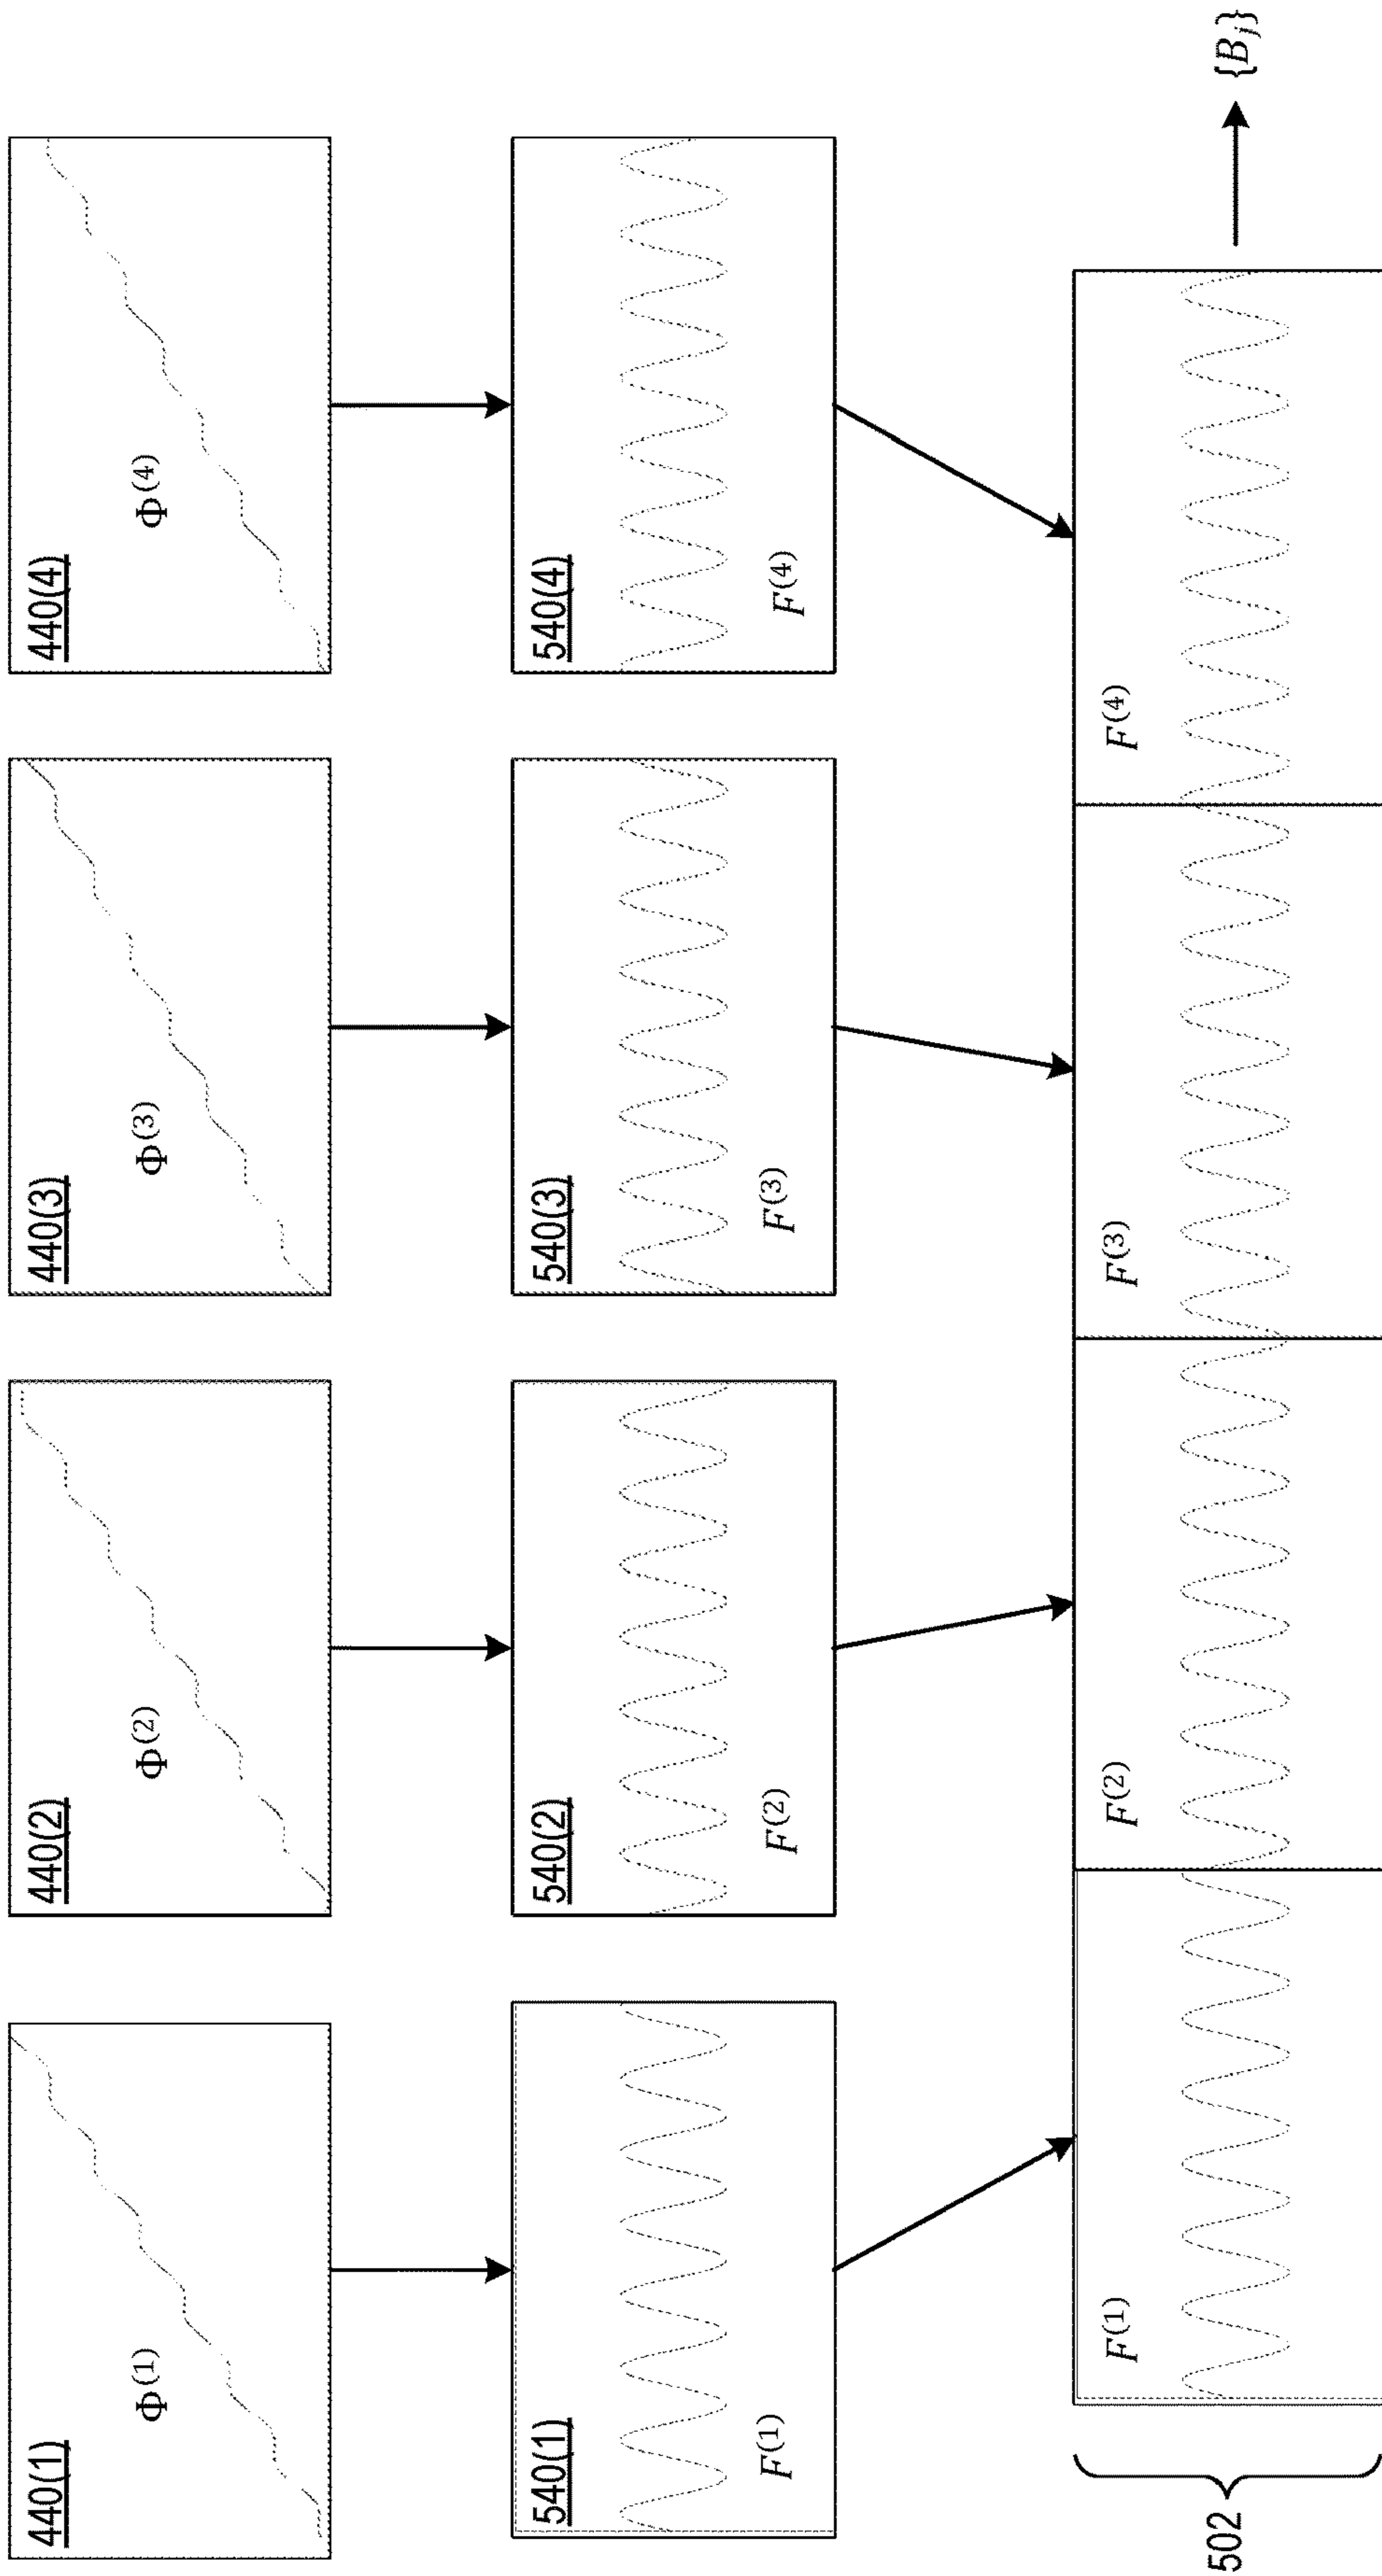 440(1)
Φ(1)
440(2)
Φ(2)
440(3)
Φ(3)
440(4)
Φ(4)
540(1)
F(1)
540(2)
F(2)
540(3)
F(3)
540(4)
F(4)
502
F(1)
F(2)
F(3)
F(4)
{Bj}